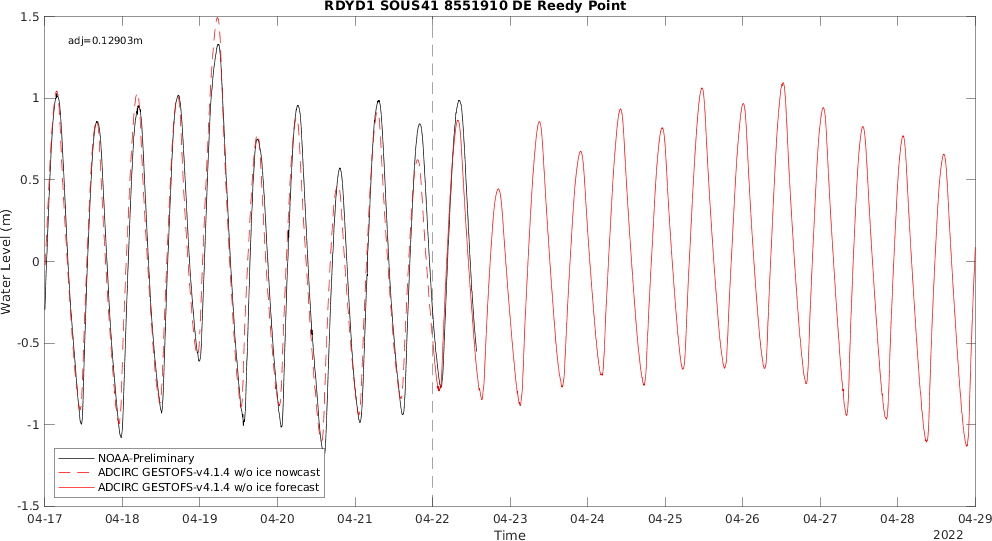 RDYD1 SOUS41 8551910 DE Reedy Point
adj=0.12903m
Water Level (m)
1.5
1
0.5
0
-0.5
-1
-1.5
NOAA-Preliminary
ADCIRC GESTOFS-v4.1.4 w/o ice nowcast
ADCIRC GESTOFS-v4.1.4 w/o ice forecast
04-17 04-18 04-19 04-20 04-21 04-22 04-23 04-24 04-25 04-26 04-27 04-28 04-29
Time
2022